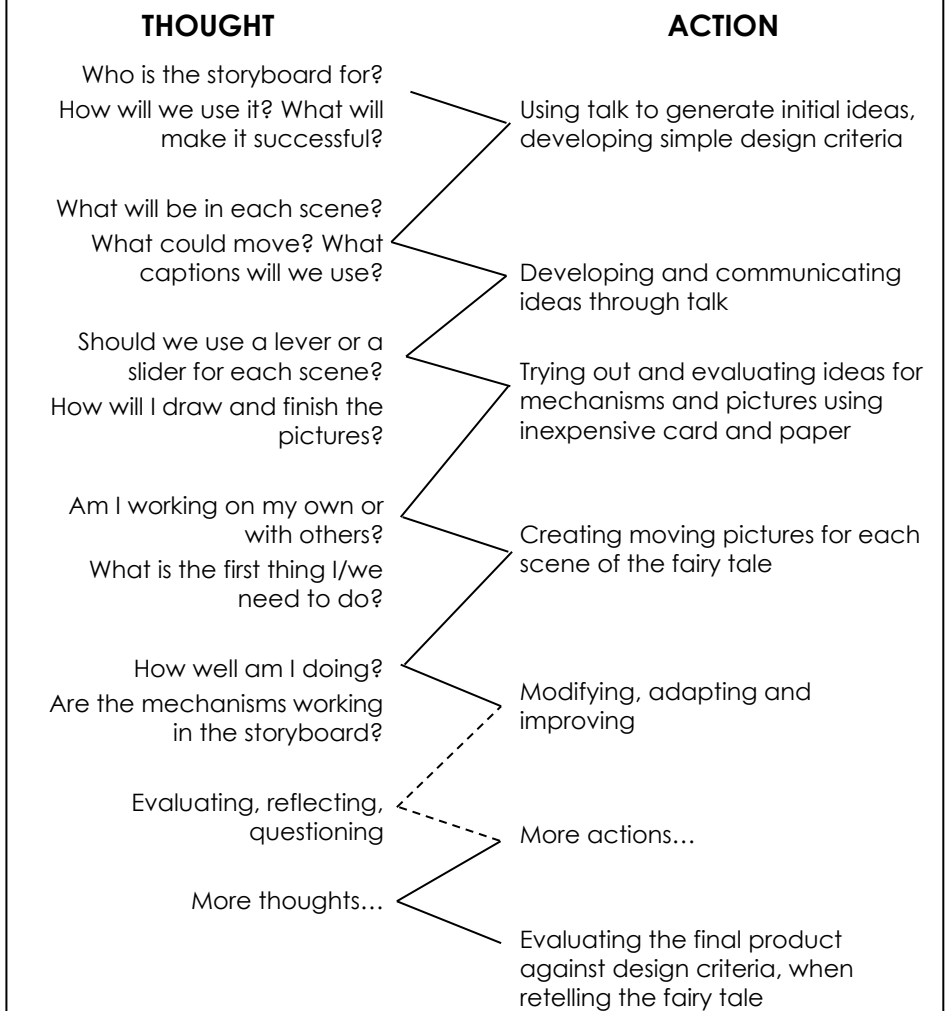 THOUGHT
ACTION
Who is the storyboard for?
How will we use it? What will
make it successful?
Using talk to generate initial ideas,
developing simple design criteria
What will be in each scene?
What could move? What
captions will we use?
Developing and communicating
ideas through talk
Should we use a lever or a
slider for each scene?
How will I draw and finish the
pictures?
Trying out and evaluating ideas for
mechanisms and pictures using
inexpensive card and paper
Am I working on my own or
with others?
What is the first thing I/we
need to do?
Creating moving pictures for each
scene of the fairy tale
How well am I doing?
Are the mechanisms working
in the storyboard?
Modifying, adapting and
improving
Evaluating, reflecting,
questioning
More actions…
More thoughts…
Evaluating the final product
against design criteria, when
retelling the fairy tale